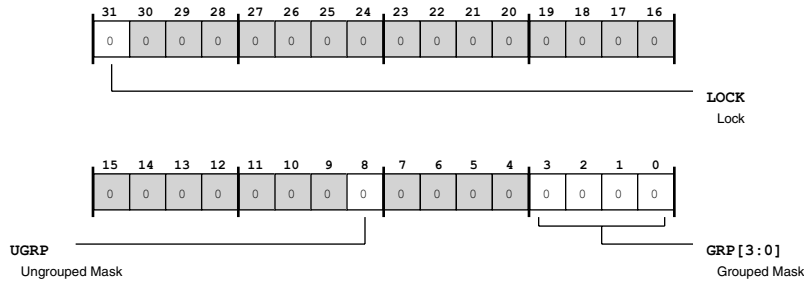 31 30 29 28 27 26 25 24 23 22 21 20 19 18 17 16
0 0 0 0 0 0 0 0 0 0 0 0 0 0 0 0
LOCK
Lock
15 14 13 12 11 10 9 8 7 6 5 4 3 2 1 0
0 0 0 0 0 0 0 0 0 0 0 0 0 0 0 0
UGRP
Ungrouped Mask
GRP[3:0]
Grouped Mask